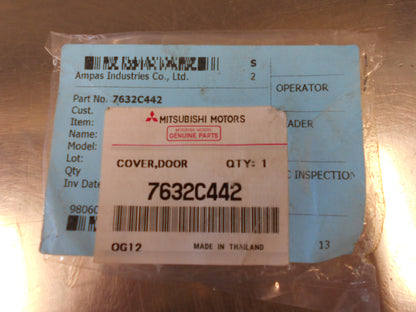 S
Ampas Industries Co., Ltd.
2
OPERATOR
Part No. 7632C442
Cust.
Item:
Name:
Model:
Lot:
Qty
Inv Date
9806
MITSUBISHI MOTORS
MITSUBISHI MOTORS
GENUINE PARTS
COVER,DOOR QTY: 1
7632C442
OG12 MADE IN THAILAND
ADER
C INSPECTION
13